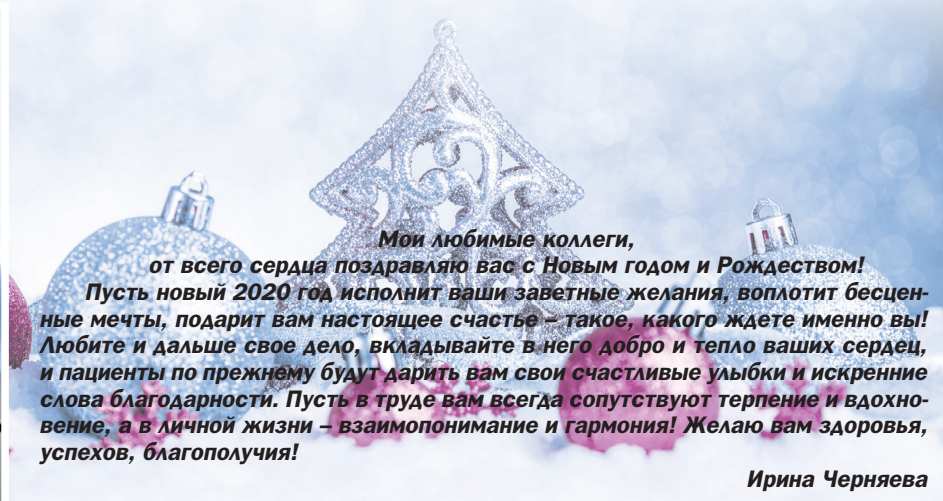 Мои любимые коллеги,
от всего сердца поздравляю вас с Новым годом и Рождеством!
Пусть новый 2020 год исполнит ваши заветные желания, воплотит бесцен-
ные мечты, подарит вам настоящее счастье – такое, какого ждете именно вы!
Любите и дальше свое дело, вкладывайте в него добро и тепло ваших сердец,
и пациенты по прежнему будут дарить вам свои счастливые улыбки и искренние
слова благодарности. Пусть в труде вам всегда сопутствуют терпение и вдохно-
вение, а в личной жизни – взаимопонимание и гармония! Желаю вам здоровья,
успехов, благополучия!
Ирина Черняева